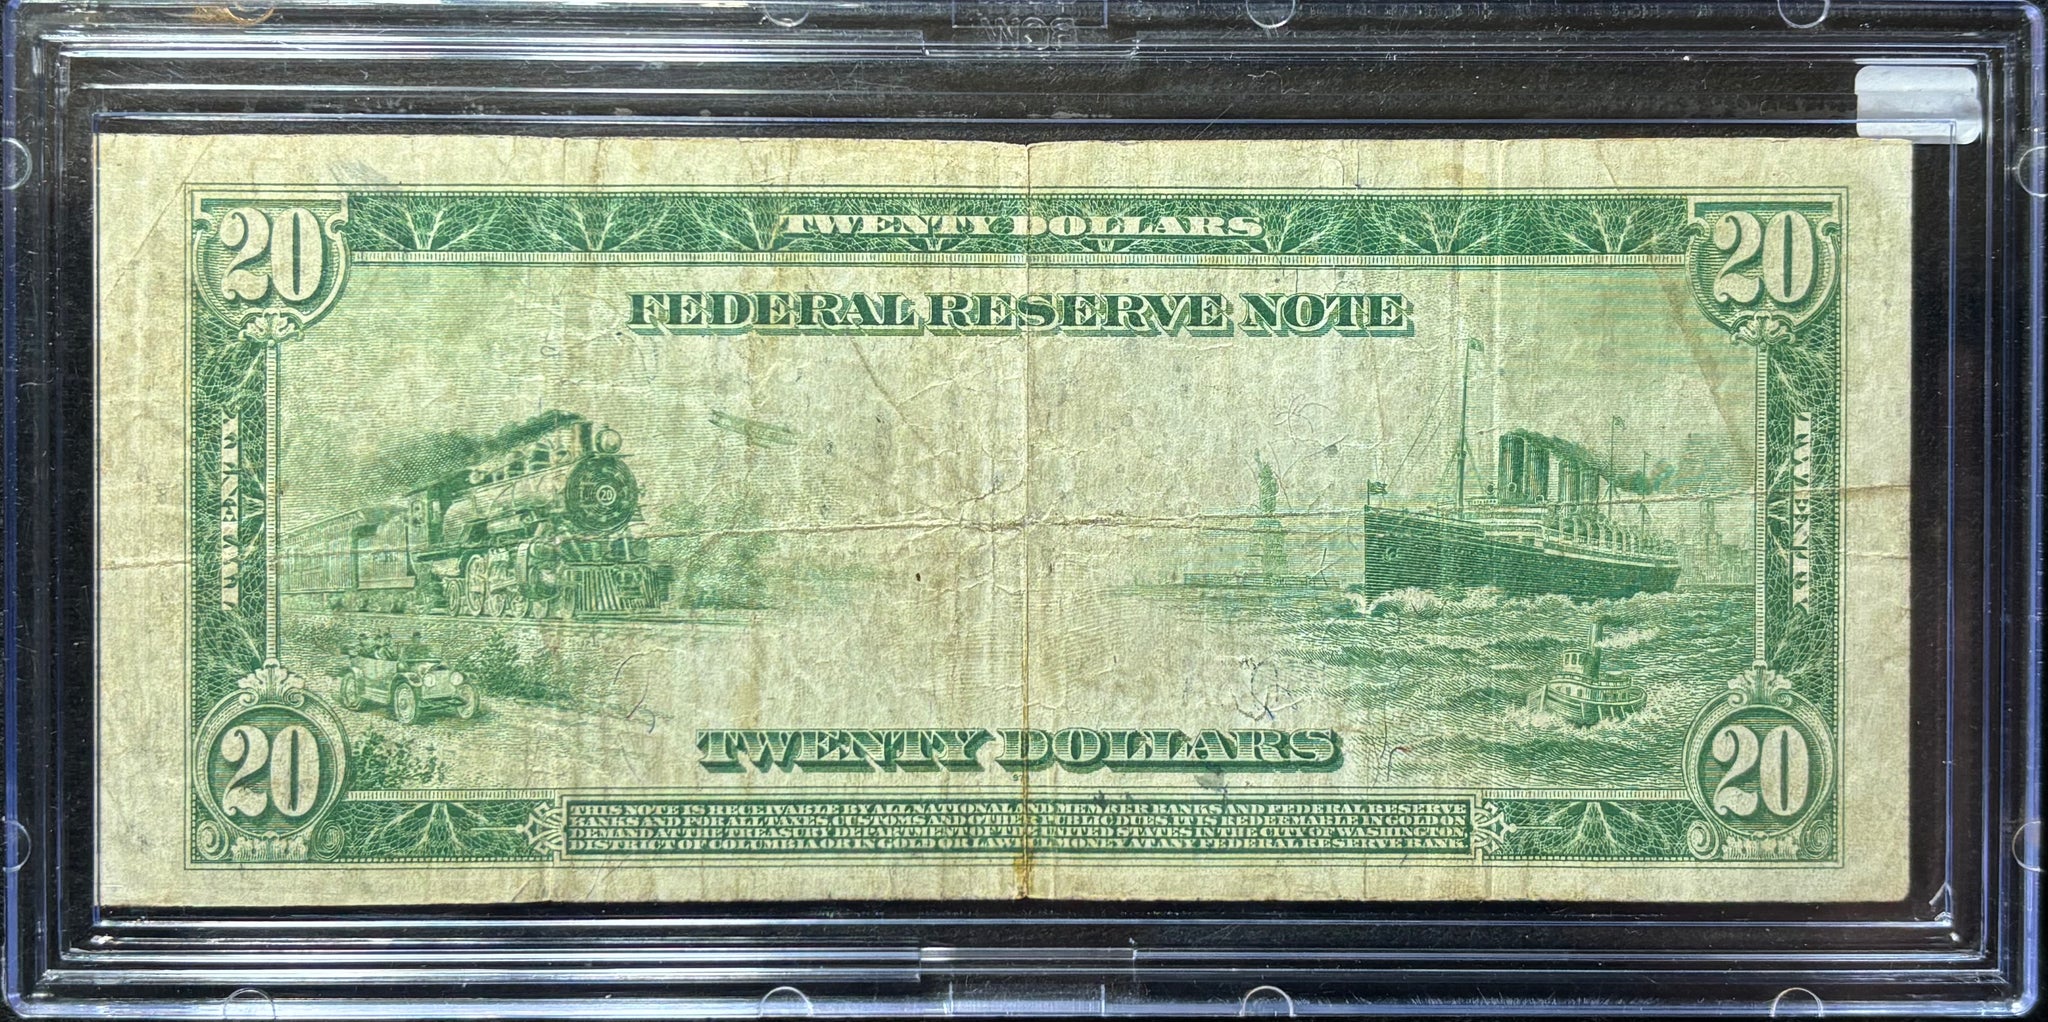 BCW
20 TWENTY DOLLARS 20
FEDERAL RESERVE NOTE
TWENTY
20
TWENTY
TWENTY DOLLARS
20
20
THIS NOTE IS RECEIVABLE BY ALL NATIONAL AND MEMBER BANKS AND FEDERAL RESERVE
BANKS AND FOR ALL TAXES, CUSTOMS AND OTHER PUBLIC DUES. IT IS REDEEMABLE IN GOLD ON
DEMAND AT THE TREASURY DEPARTMENT OF THE UNITED STATES IN THE CITY OF WASHINGTON,
DISTRICT OF COLUMBIA OR IN GOLD OR LAWFUL MONEY AT ANY FEDERAL RESERVE BANK.